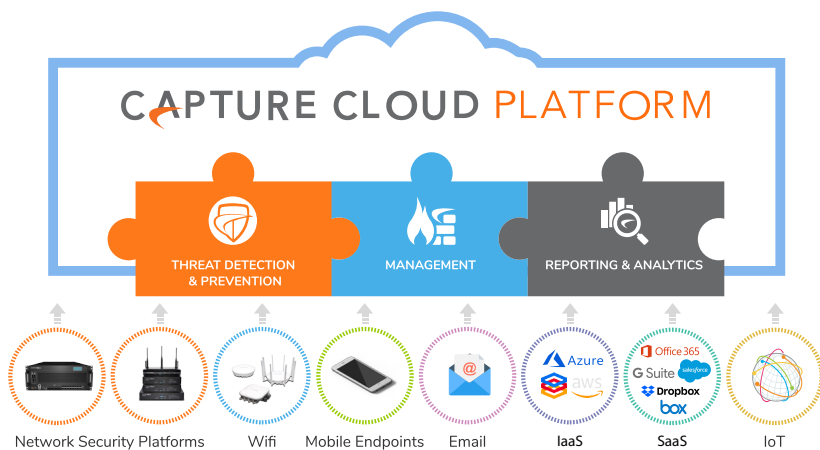 CAPTURE CLOUD PLATFORM
THREAT DETECTION
& PREVENTION
MANAGEMENT
REPORTING & ANALYTICS
@
Azure
aws
Office 365
G Suite
salesforce
Dropbox
box
Network Security Platforms
Wifi
Mobile Endpoints
Email
IaaS
SaaS
IoT